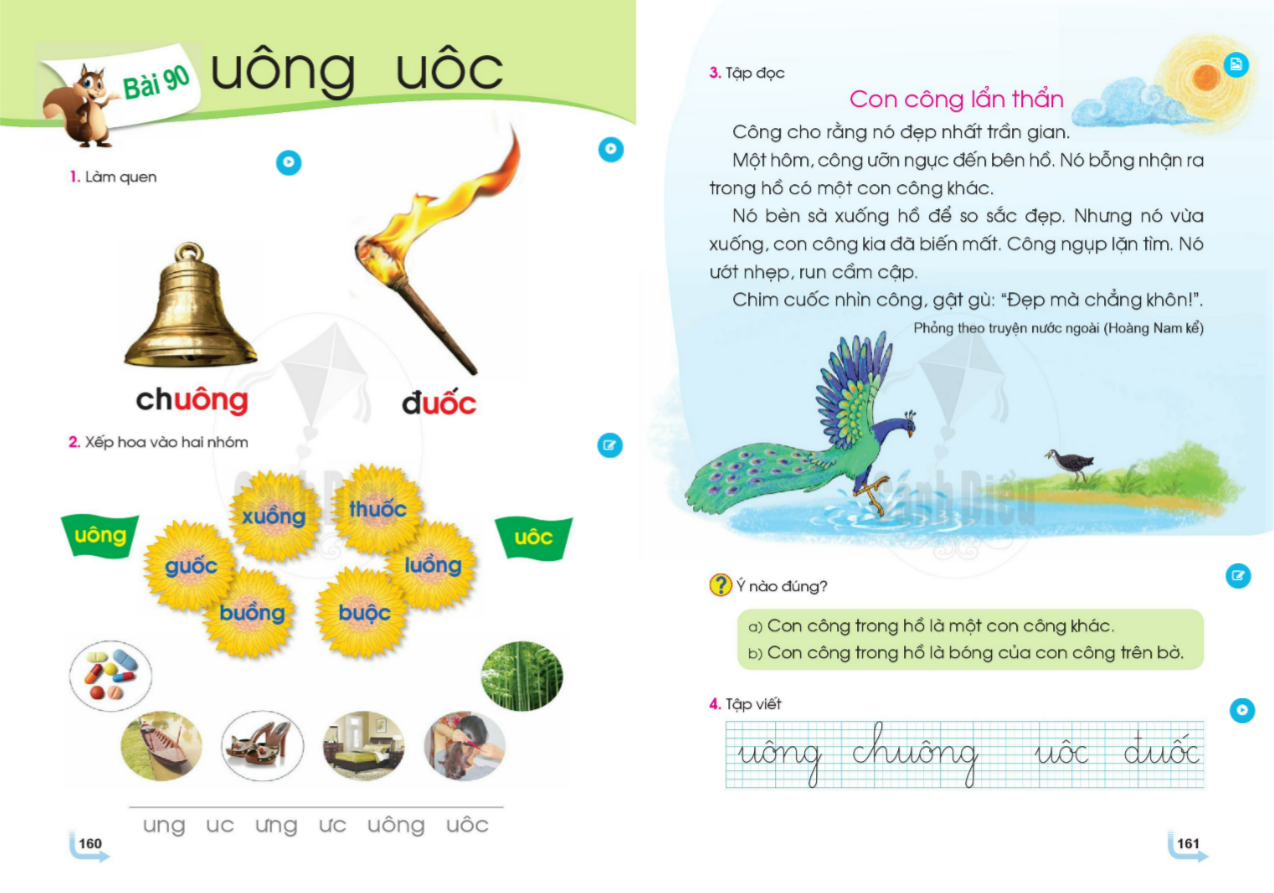 Bài 90
uông uôc
1. Làm quen
chuông
đuốc
2. Xếp hoa vào hai nhóm
uông
uôc
xuồng
thuốc
guốc
luồng
buồng
buộc
ung uc ưng ưc uông uôc
160
3. Tập đọc
Con công lẩn thẩn
Công cho rằng nó đẹp nhất trần gian.
Một hôm, công ưỡn ngực đến bên hồ. Nó bỗng nhận ra
trong hồ có một con công khác.
Nó bèn sà xuống hồ để so sắc đẹp. Nhưng nó vừa
xuống, con công kia đã biến mất. Công ngụp lặn tìm. Nó
ướt nhẹp, run cầm cập.
Chim cuốc nhìn công, gật gù: “Đẹp mà chẳng khôn!”.
Phỏng theo truyện nước ngoài (Hoàng Nam kể)
? Ý nào đúng?
a) Con công trong hồ là một con công khác.
b) Con công trong hồ là bóng của con công trên bờ.
4. Tập viết
uông chuông uôc đuốc
161
Cánh Diều
Cánh Diều